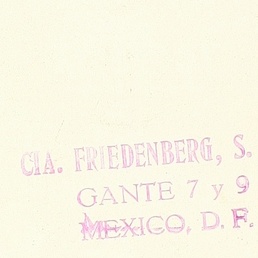 CIA. FRIEDENBERG, S.
GANTE 7 y 9
MEXICO, D. F.